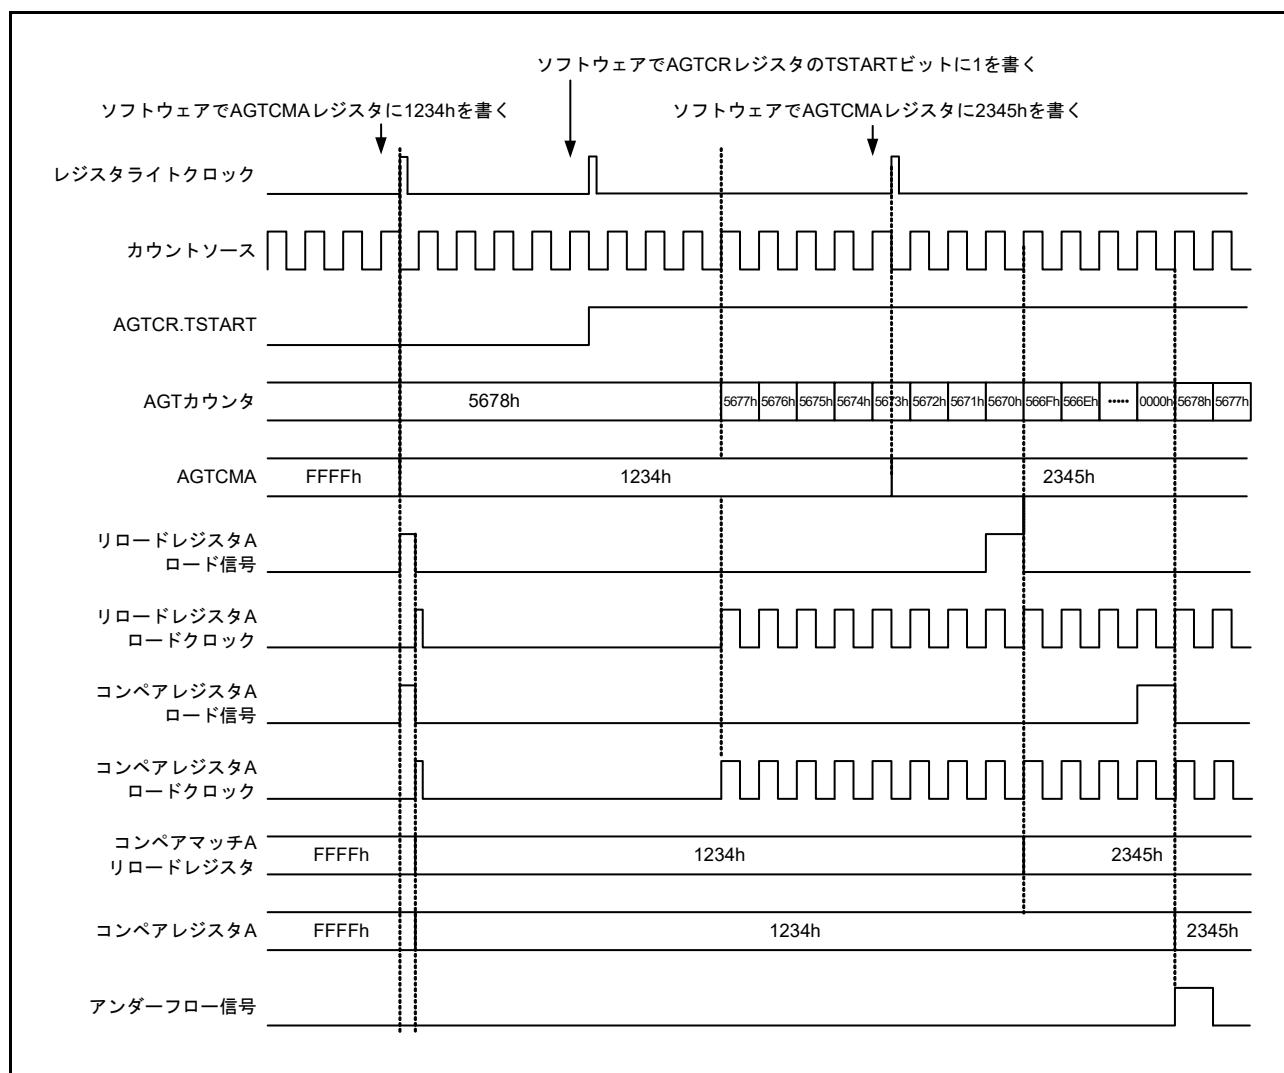 ソフトウェアでAGTCRレジスタのTSTARTビットに1を書く
ソフトウェアでAGTCMAレジスタに1234hを書く
ソフトウェアでAGTCMAレジスタに2345hを書く
レジスタライトクロック
カウントソース
AGTCR.TSTART
AGTカウンタ
5678h
5677h 5676h 5675h 5674h 5673h 5672h 5671h 5670h 566Fh 566Eh ••••• 0000h 5678h 5677h
AGTCMA
FFFFh
1234h
2345h
リロードレジスタA
ロード信号
リロードレジスタA
ロードクロック
コンペアレジスタA
ロード信号
コンペアレジスタA
ロードクロック
コンペアマッチA
リロードレジスタ
FFFFh
1234h
2345h
コンペアレジスタA
FFFFh
1234h
2345h
アンダーフロー信号